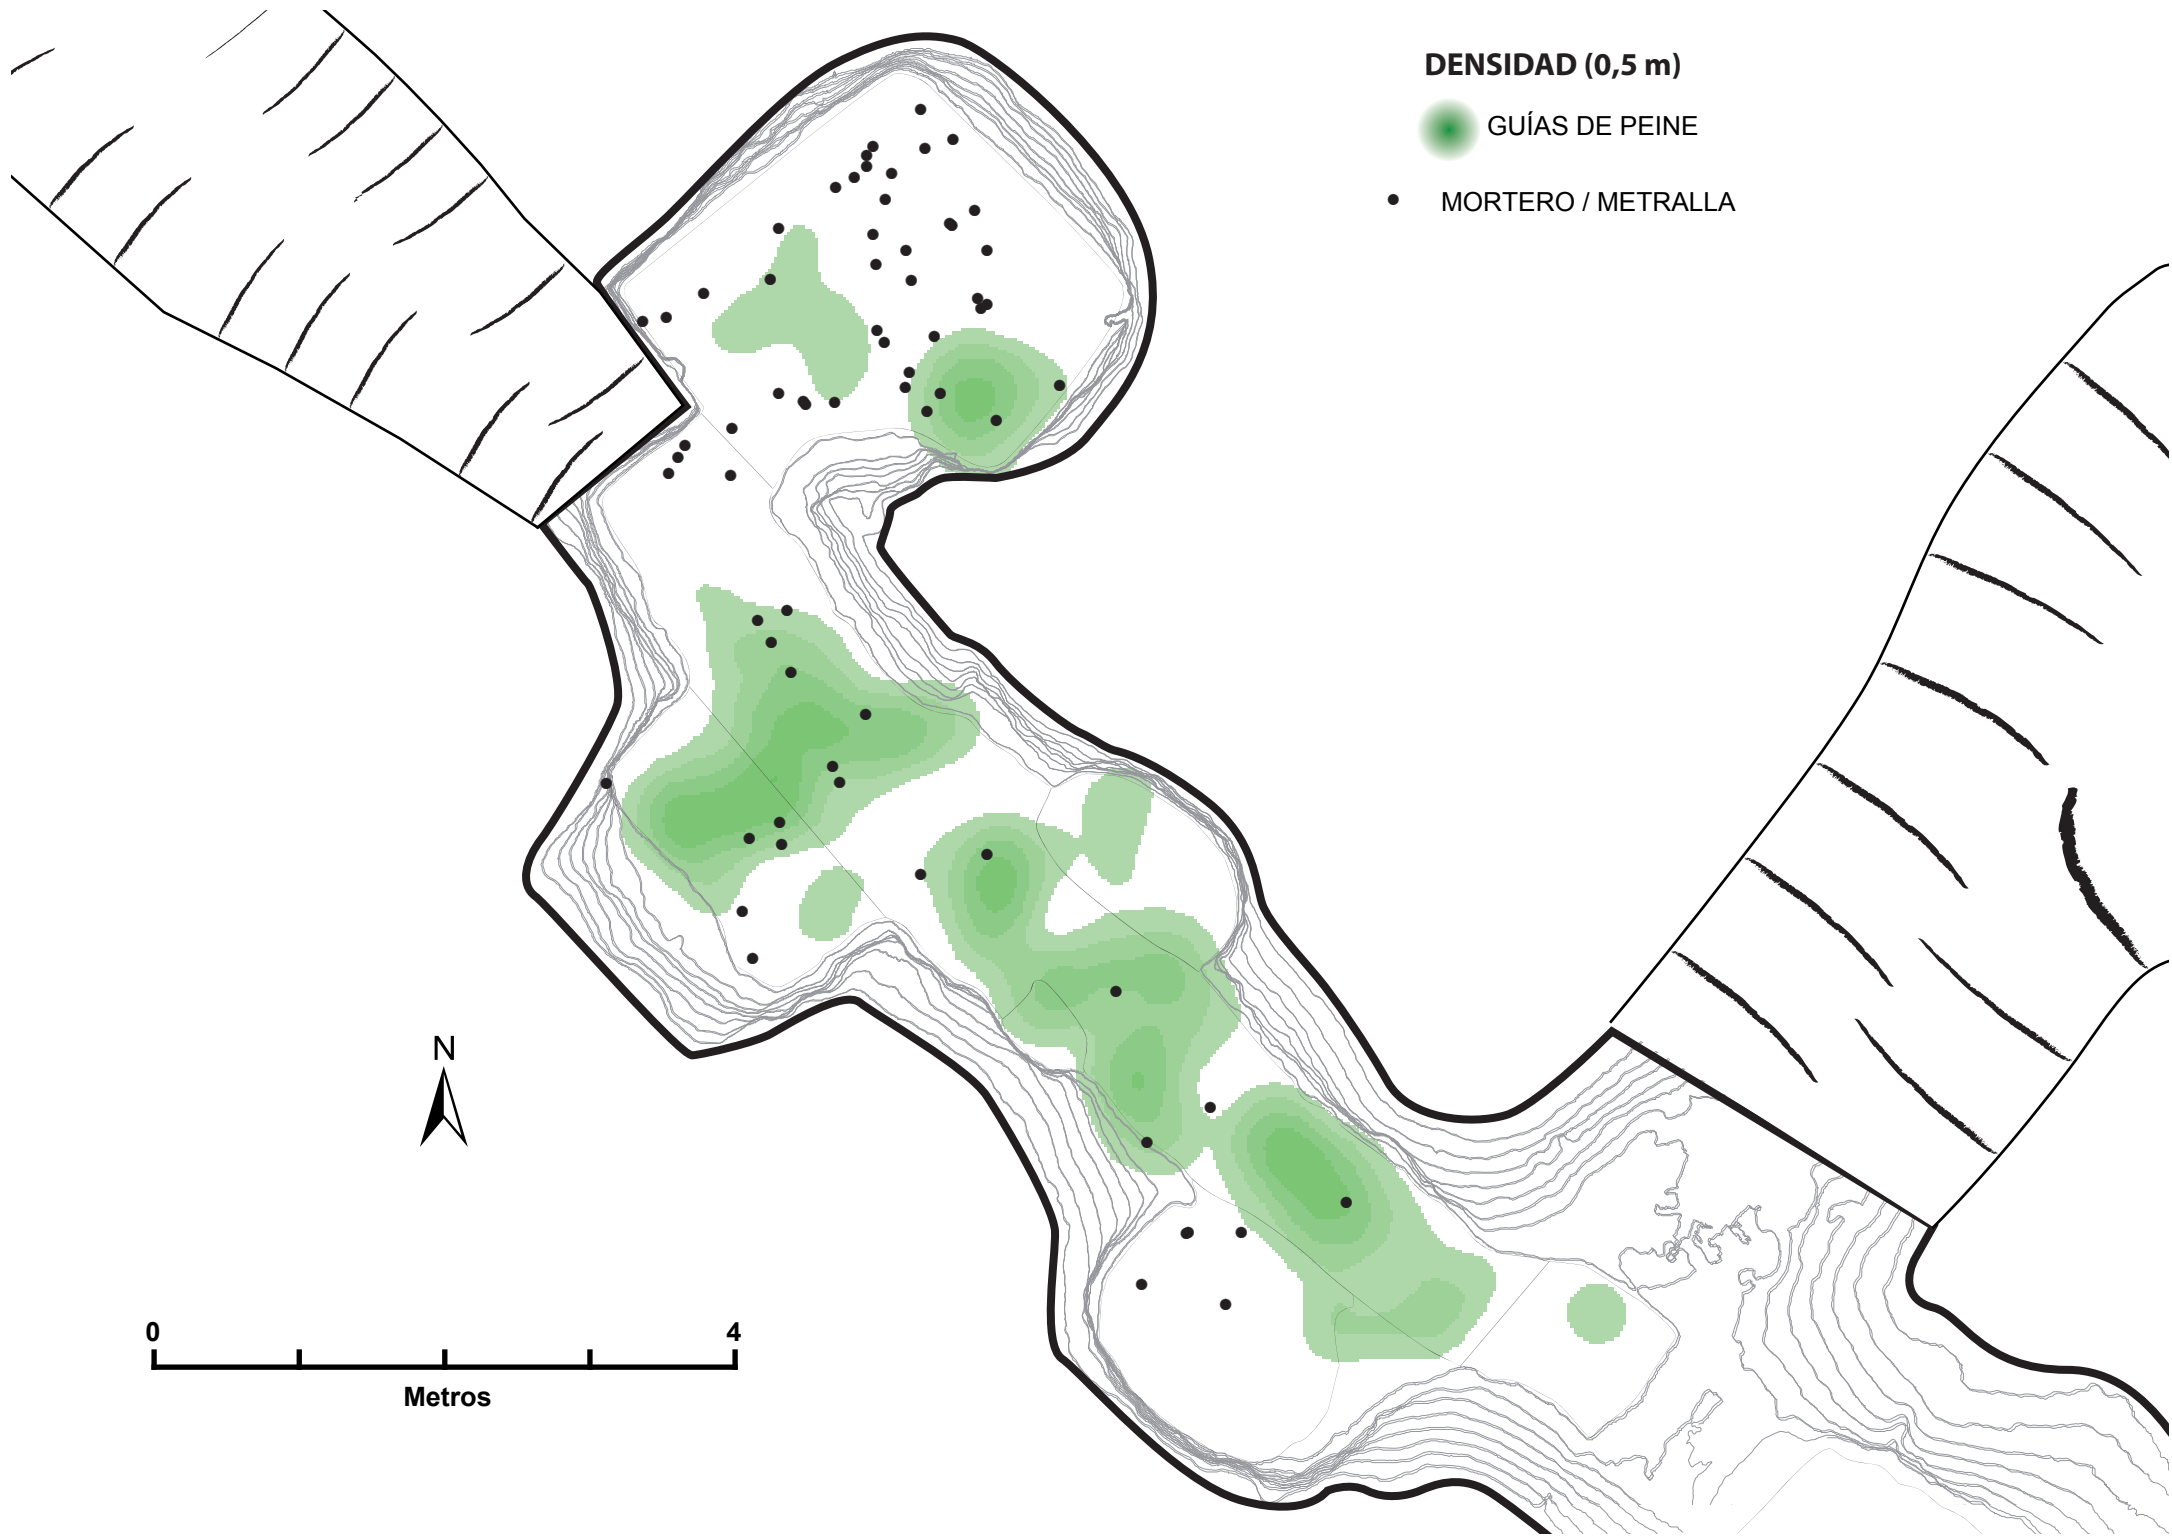 DENSIDAD (0,5 m)
GUÍAS DE PEINE
MORTERO / METRALLA
N
0 4
Metros